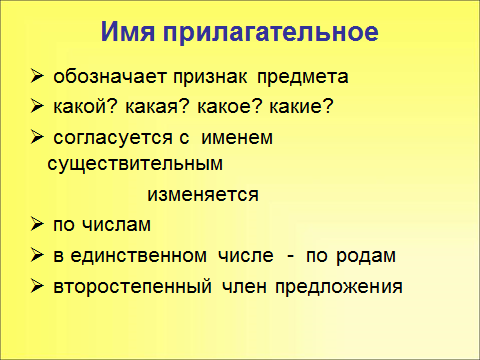 Имя прилагательное
➢ обозначает признак предмета
➢ какой? какая? какое? какие?
➢ согласуется с именем
существительным
изменяется
➢ по числам
➢ в единственном числе - по родам
➢ второстепенный член предложения